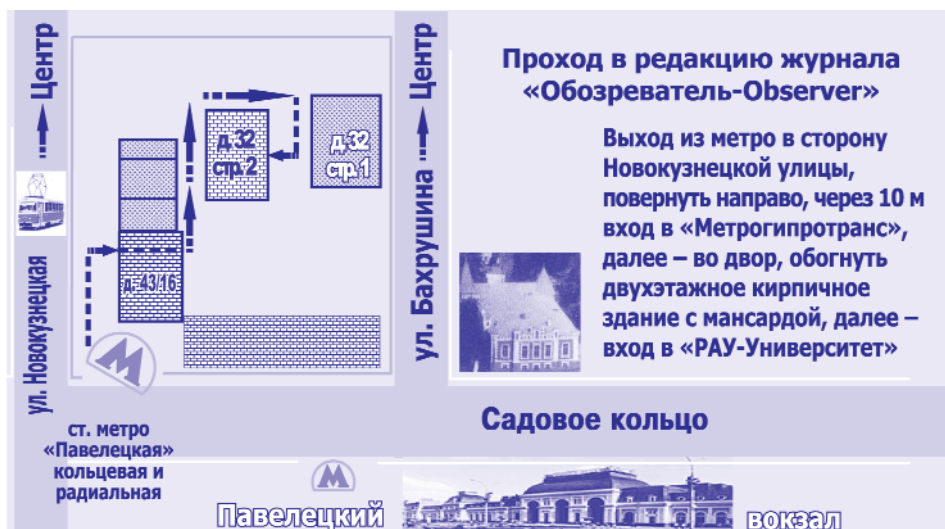 ул. Новокузнецкая
Центр
ул. Бахрушина
Центр
д.32
стр.2
д.32
стр.1
д. 43/16
М
ст. метро
«Павелецкая»
кольцевая и
радиальная
Проход в редакцию журнала
«Обозреватель-Observer»
Выход из метро в сторону
Новокузнецкой улицы,
повернуть направо, через 10 м
вход в «Метрогипротранс»,
далее – во двор, обогнуть
двухэтажное кирпичное
здание с мансардой, далее –
вход в «РАУ-Университет»
Садовое кольцо
М
Павелецкий вокзал